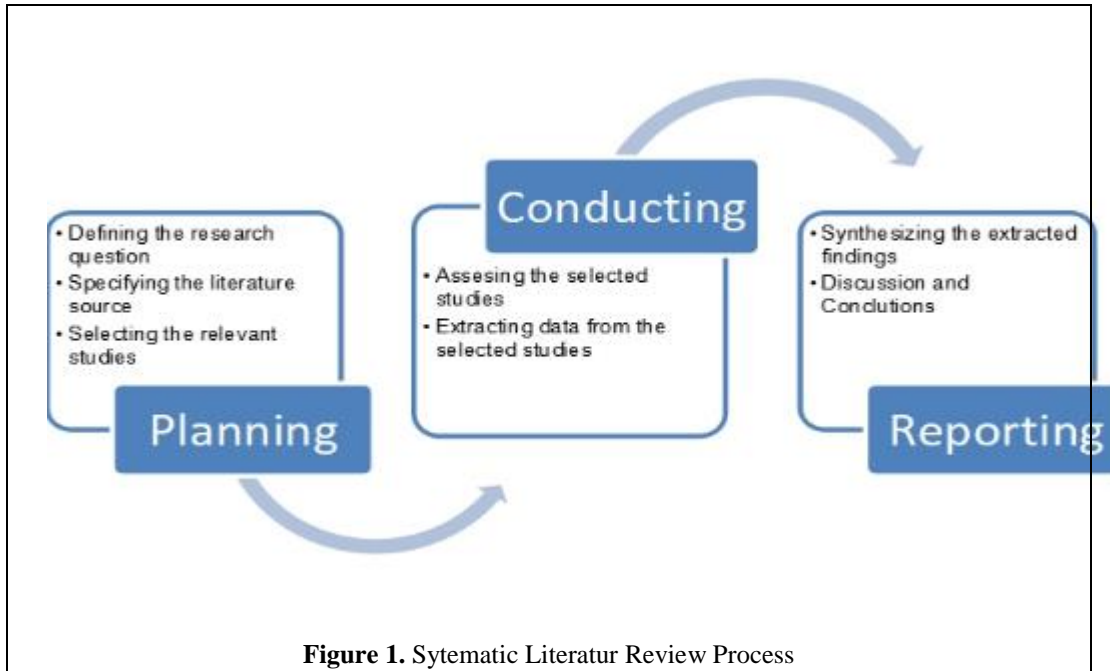 • Defining the research
question
• Specifying the literature
source
• Selecting the relevant
studies
Planning
Conducting
• Assesing the selected
studies
• Extracting data from the
selected studies
• Synthesizing the extracted
findings
• Discussion and
Conclutions
Reporting
Figure 1. Sytematic Literatur Review Process